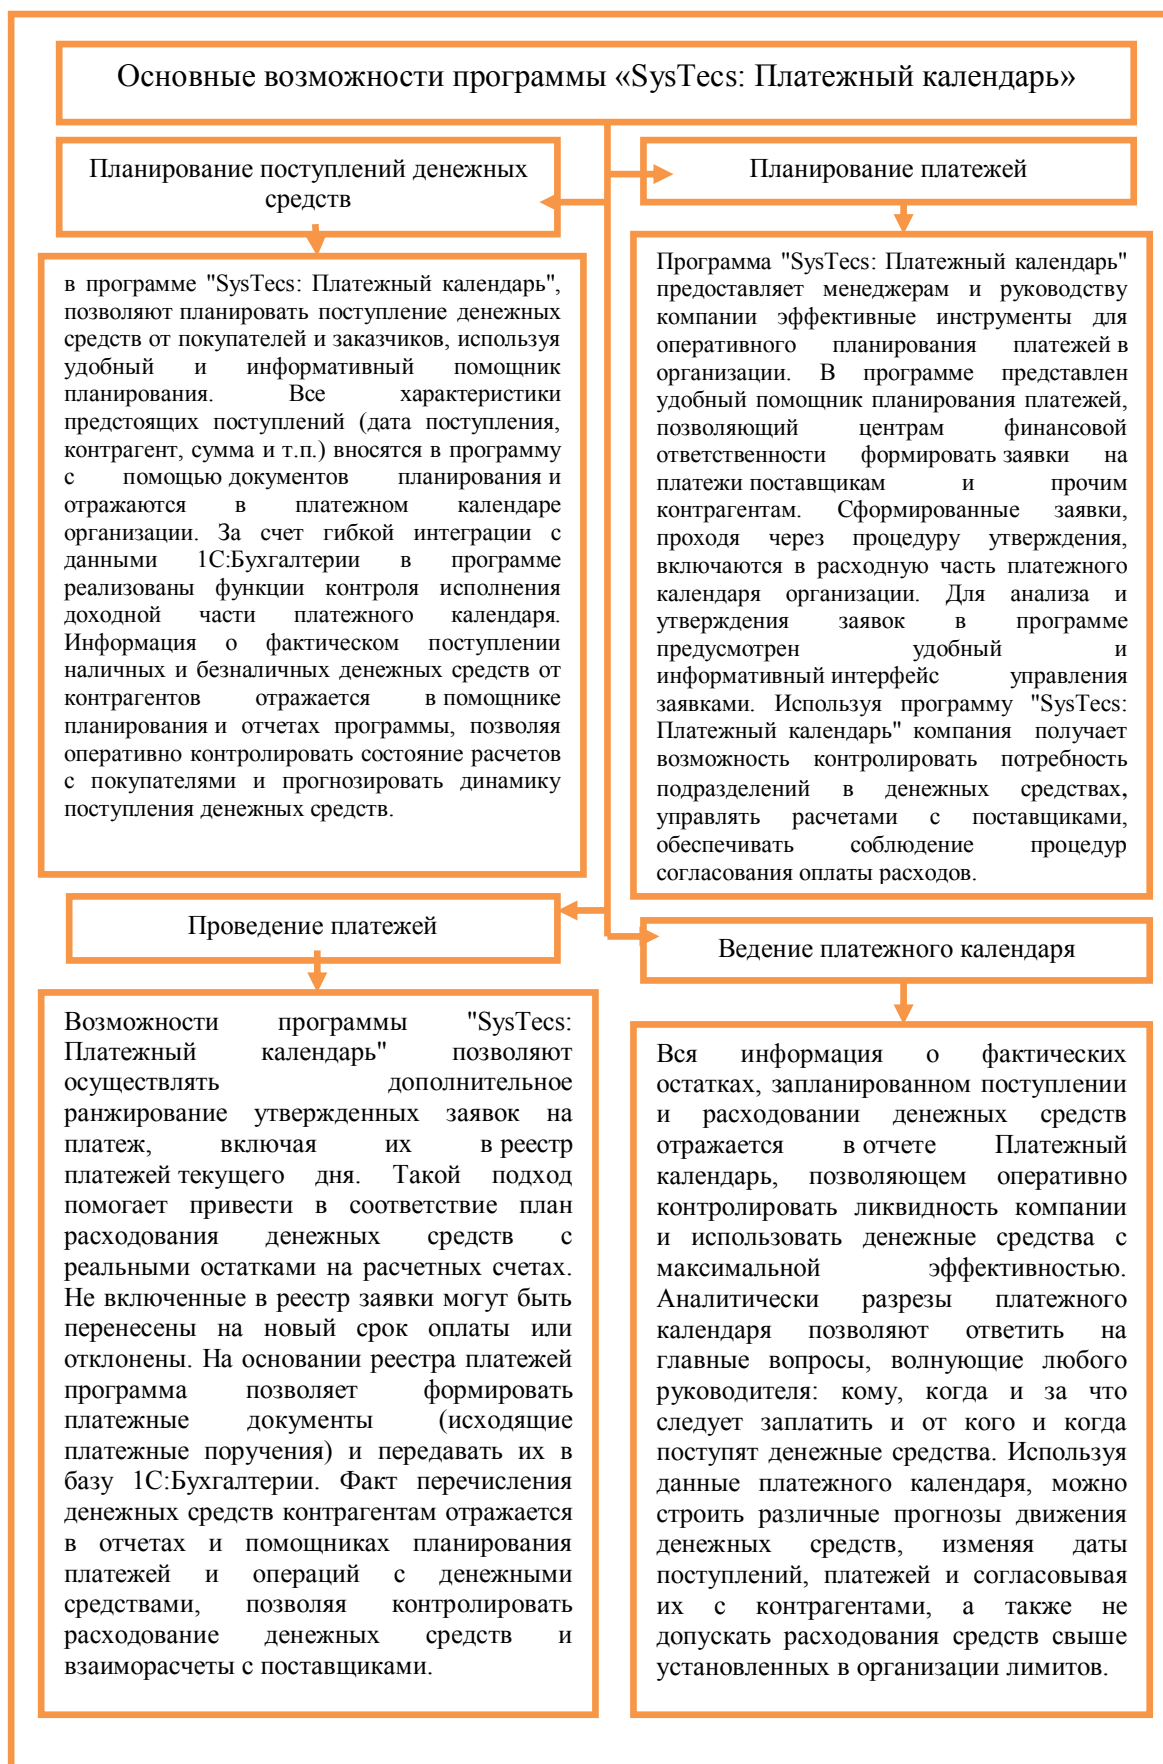 Основные возможности программы «SysTecs: Платежный календарь»
Планирование поступлений денежных
средств
Планирование платежей
в программе "SysTecs: Платежный календарь",
позволяют планировать поступление денежных
средств от покупателей и заказчиков, используя
удобный и информативный помощник
планирования. Все характеристики
предстоящих поступлений (дата поступления,
контрагент, сумма и т.п.) вносятся в программу
с помощью документов планирования и
отражаются в платежном календаре
организации. За счет гибкой интеграции с
данными 1С:Бухгалтерии в программе
реализованы функции контроля исполнения
доходной части платежного календаря.
Информация о фактическом поступлении
наличных и безналичных денежных средств от
контрагентов отражается в помощнике
планирования и отчетах программы, позволяя
оперативно контролировать состояние расчетов
с покупателями и прогнозировать динамику
поступления денежных средств.
Программа "SysTecs: Платежный календарь"
предоставляет менеджерам и руководству
компании эффективные инструменты для
оперативного планирования платежей в
организации. В программе представлен
удобный помощник планирования платежей,
позволяющий центрам финансовой
ответственности формировать заявки на
платежи поставщикам и прочим
контрагентам. Сформированные заявки,
проходя через процедуру утверждения,
включаются в расходную часть платежного
календаря организации. Для анализа и
утверждения заявок в программе
предусмотрен удобный и
информативный интерфейс управления
заявками. Используя программу "SysTecs:
Платежный календарь" компания получает
возможность контролировать потребность
подразделений в денежных средствах,
управлять расчетами с поставщиками,
обеспечивать соблюдение процедур
согласования оплаты расходов.
Проведение платежей
Ведение платежного календаря
Возможности программы "SysTecs:
Платежный календарь" позволяют
осуществлять дополнительное
ранжирование утвержденных заявок на
платеж, включая их в реестр
платежей текущего дня. Такой подход
помогает привести в соответствие план
расходования денежных средств с
реальными остатками на расчетных счетах.
Не включенные в реестр заявки могут быть
перенесены на новый срок оплаты или
отклонены. На основании реестра платежей
программа позволяет формировать
платежные документы (исходящие
платежные поручения) и передавать их в
базу 1С:Бухгалтерии. Факт перечисления
денежных средств контрагентам отражается
в отчетах и помощниках планирования
платежей и операций с денежными
средствами, позволяя контролировать
расходование денежных средств и
взаиморасчеты с поставщиками.
Вся информация о фактических
остатках, запланированном поступлении
и расходовании денежных средств
отражается в отчете Платежный
календарь, позволяющем оперативно
контролировать ликвидность компании
и использовать денежные средства с
максимальной эффективностью.
Аналитически разрезы платежного
календаря позволяют ответить на
главные вопросы, волнующие любого
руководителя: кому, когда и за что
следует заплатить и от кого и когда
поступят денежные средства. Используя
данные платежного календаря, можно
строить различные прогнозы движения
денежных средств, изменяя даты
поступлений, платежей и согласовывая
их с контрагентами, а также не
допускать расходования средств свыше
установленных в организации лимитов.